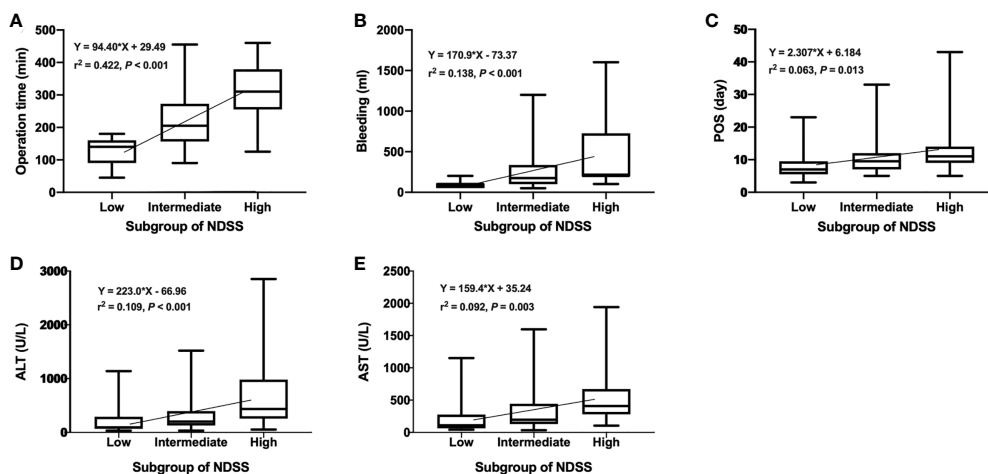 A
Y = 94.40*X + 29.49
r² = 0.422, P < 0.001
Operation time (min)
500
400
300
200
100
0
Low Intermediate High
Subgroup of NDSS
B
Y = 170.9*X - 73.37
r² = 0.138, P < 0.001
Bleeding (ml)
2000
1500
1000
500
0
Low Intermediate High
Subgroup of NDSS
C
Y = 2.307*X + 6.184
r² = 0.063, P = 0.013
POS (day)
50
40
30
20
10
0
Low Intermediate High
Subgroup of NDSS
D
Y = 223.0*X - 66.96
r² = 0.109, P < 0.001
ALT (U/L)
3000
2000
1000
0
Low Intermediate High
Subgroup of NDSS
E
Y = 159.4*X + 35.24
r² = 0.092, P = 0.003
AST (U/L)
2500
2000
1500
1000
500
0
Low Intermediate High
Subgroup of NDSS